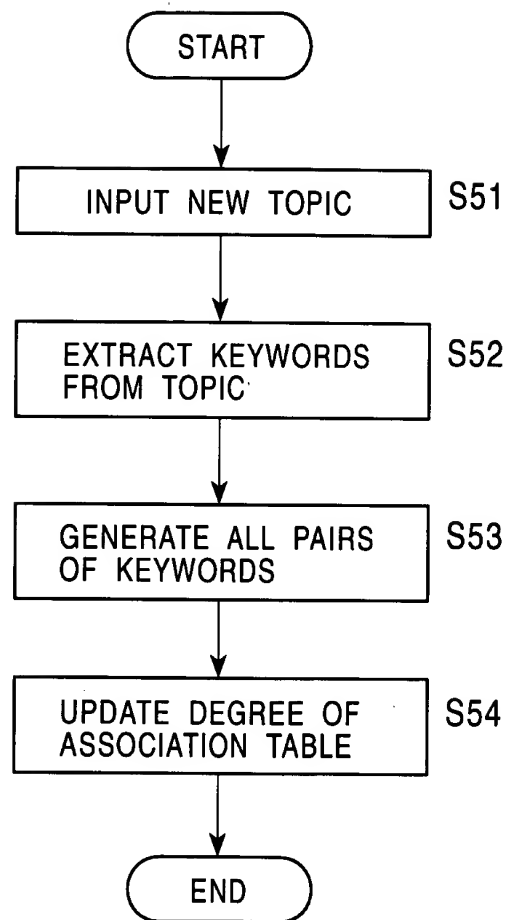 START
INPUT NEW TOPIC
S51
EXTRACT KEYWORDS
FROM TOPIC
S52
GENERATE ALL PAIRS
OF KEYWORDS
S53
UPDATE DEGREE OF
ASSOCIATION TABLE
S54
END